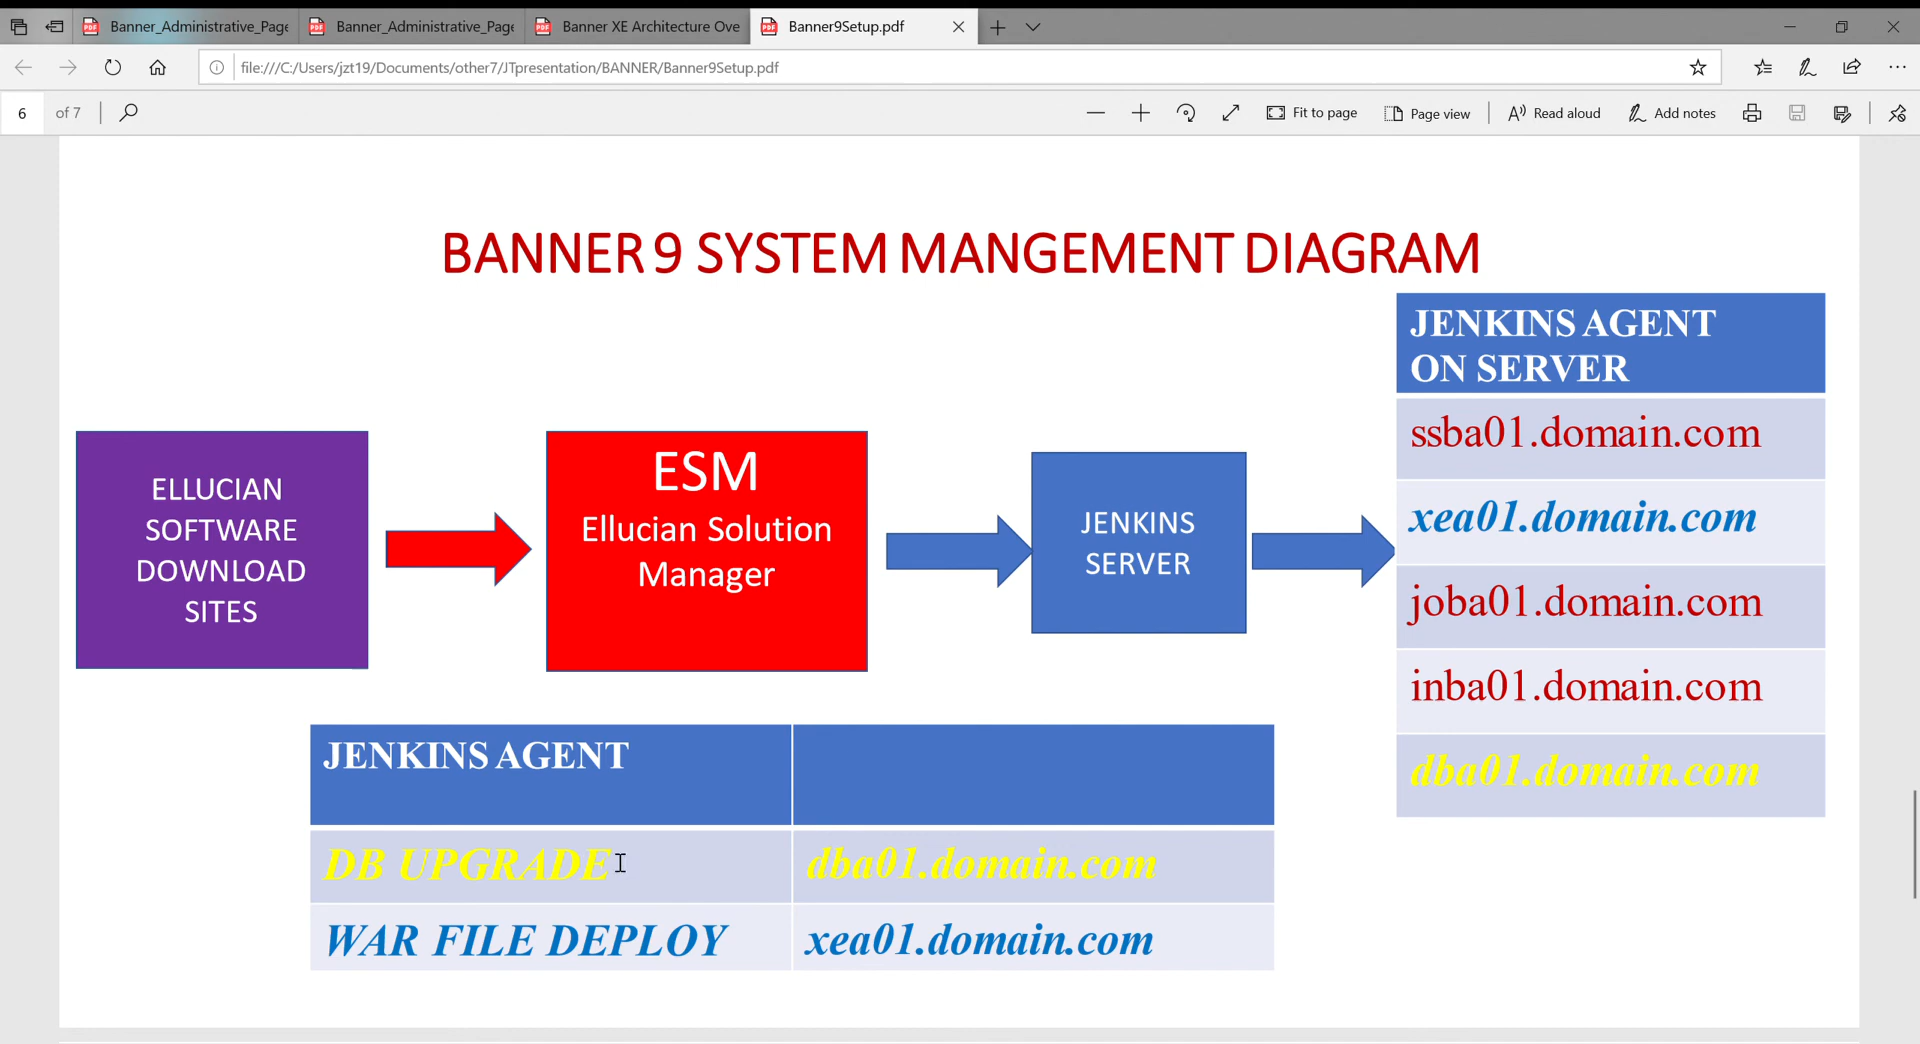 Banner_Administrative_Page
Banner_Administrative_Page
Banner XE Architecture Ove
Banner9Setup.pdf
file:///C:/Users/jzt19/Documents/other7/JTpresentation/BANNER/Banner9Setup.pdf
6 of 7
Fit to page
Page view
Read aloud
Add notes
BANNER 9 SYSTEM MANGEMENT DIAGRAM
ELLUCIAN
SOFTWARE
DOWNLOAD
SITES
ESM
Ellucian Solution
Manager
JENKINS
SERVER
JENKINS AGENT
ON SERVER
ssba01.domain.com
xea01.domain.com
joba01.domain.com
inba01.domain.com
dba01.domain.com
JENKINS AGENT
DB UPGRADE dba01.domain.com
WAR FILE DEPLOY xea01.domain.com